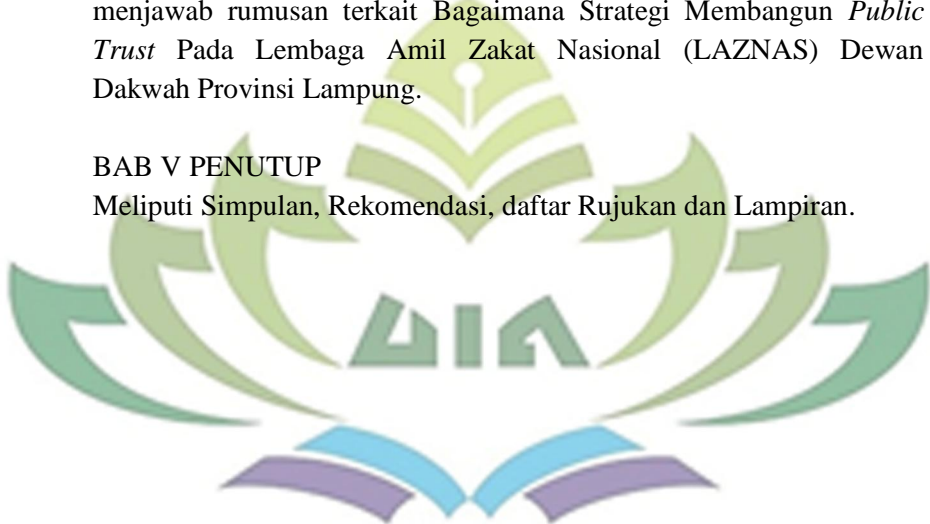 menjawab rumusan terkait Bagaimana Strategi Membangun Public
Trust Pada Lembaga Amil Zakat Nasional (LAZNAS) Dewan
Dakwah Provinsi Lampung.
BAB V PENUTUP
Meliputi Simpulan, Rekomendasi, daftar Rujukan dan Lampiran.
UIN